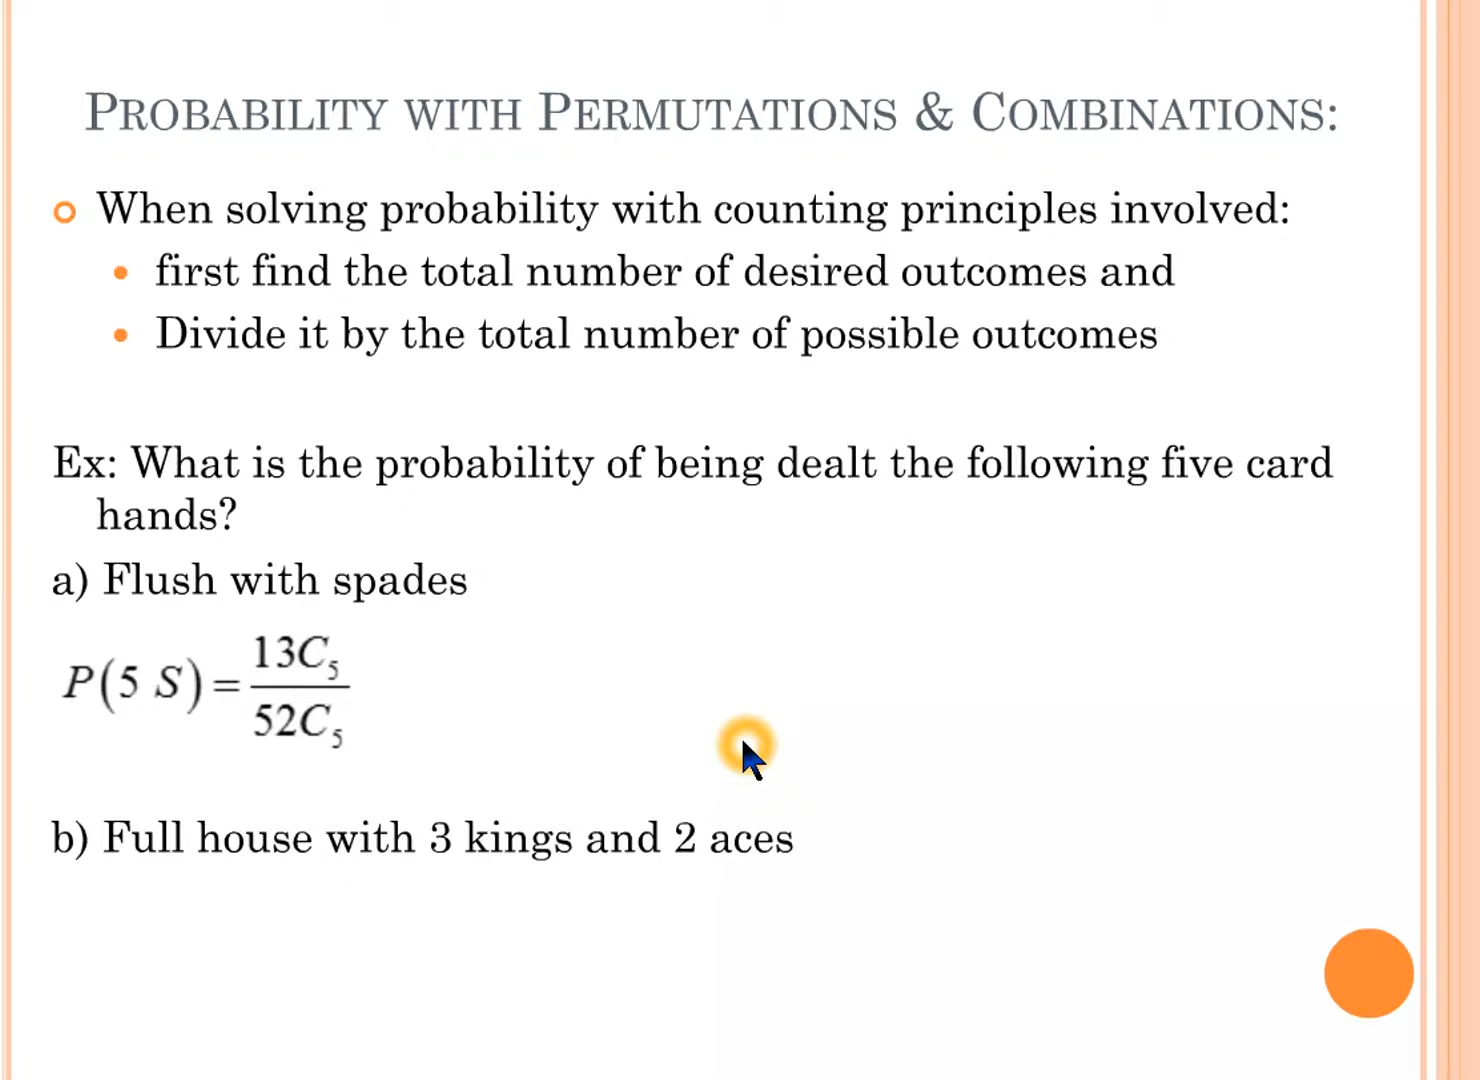 PROBABILITY WITH PERMUTATIONS & COMBINATIONS:
When solving probability with counting principles involved:
first find the total number of desired outcomes and
Divide it by the total number of possible outcomes
Ex: What is the probability of being dealt the following five card
hands?
a) Flush with spades
P(5 S) = 13C₅ / 52C₅
b) Full house with 3 kings and 2 aces